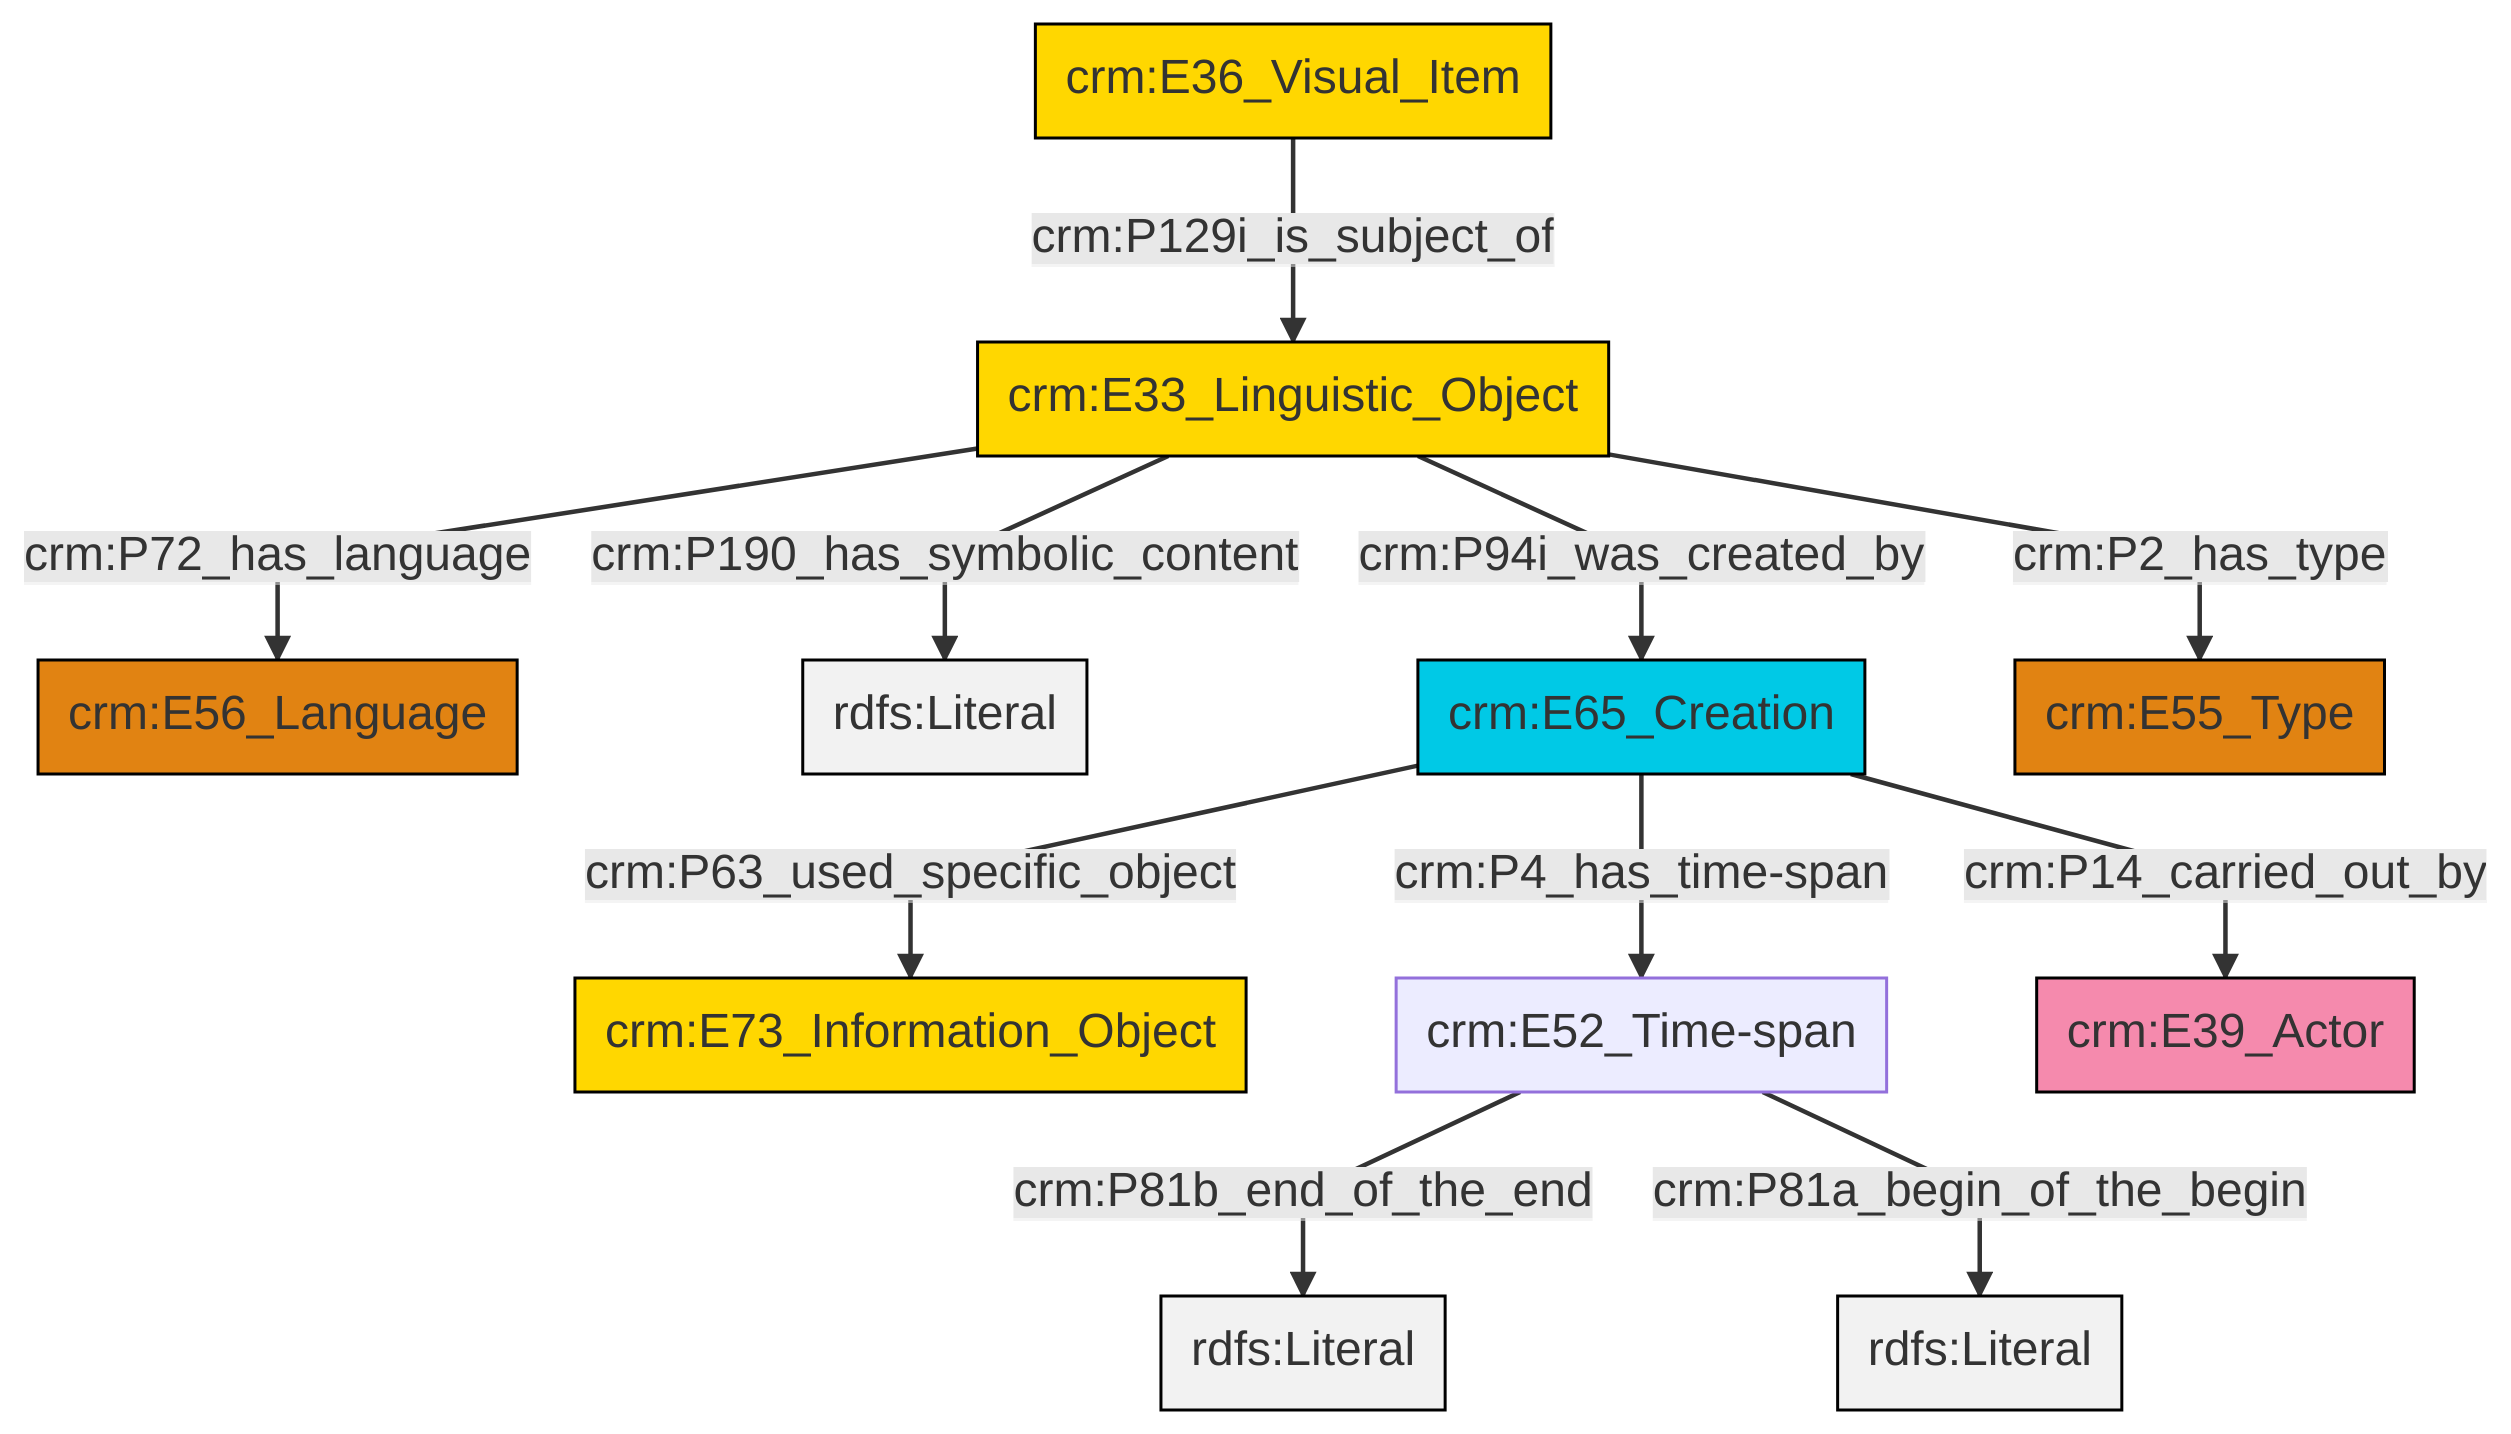 crm:E36_Visual_Item
crm:P129i_is_subject_of
crm:E33_Linguistic_Object
crm:P72_has_language
crm:P190_has_symbolic_content
crm:P94i_was_created_by
crm:P2_has_type
crm:E56_Language
rdfs:Literal
crm:E65_Creation
crm:E55_Type
crm:P63_used_specific_object
crm:P4_has_time-span
crm:P14_carried_out_by
crm:E73_Information_Object
crm:E52_Time-span
crm:E39_Actor
crm:P81b_end_of_the_end
crm:P81a_begin_of_the_begin
rdfs:Literal
rdfs:Literal